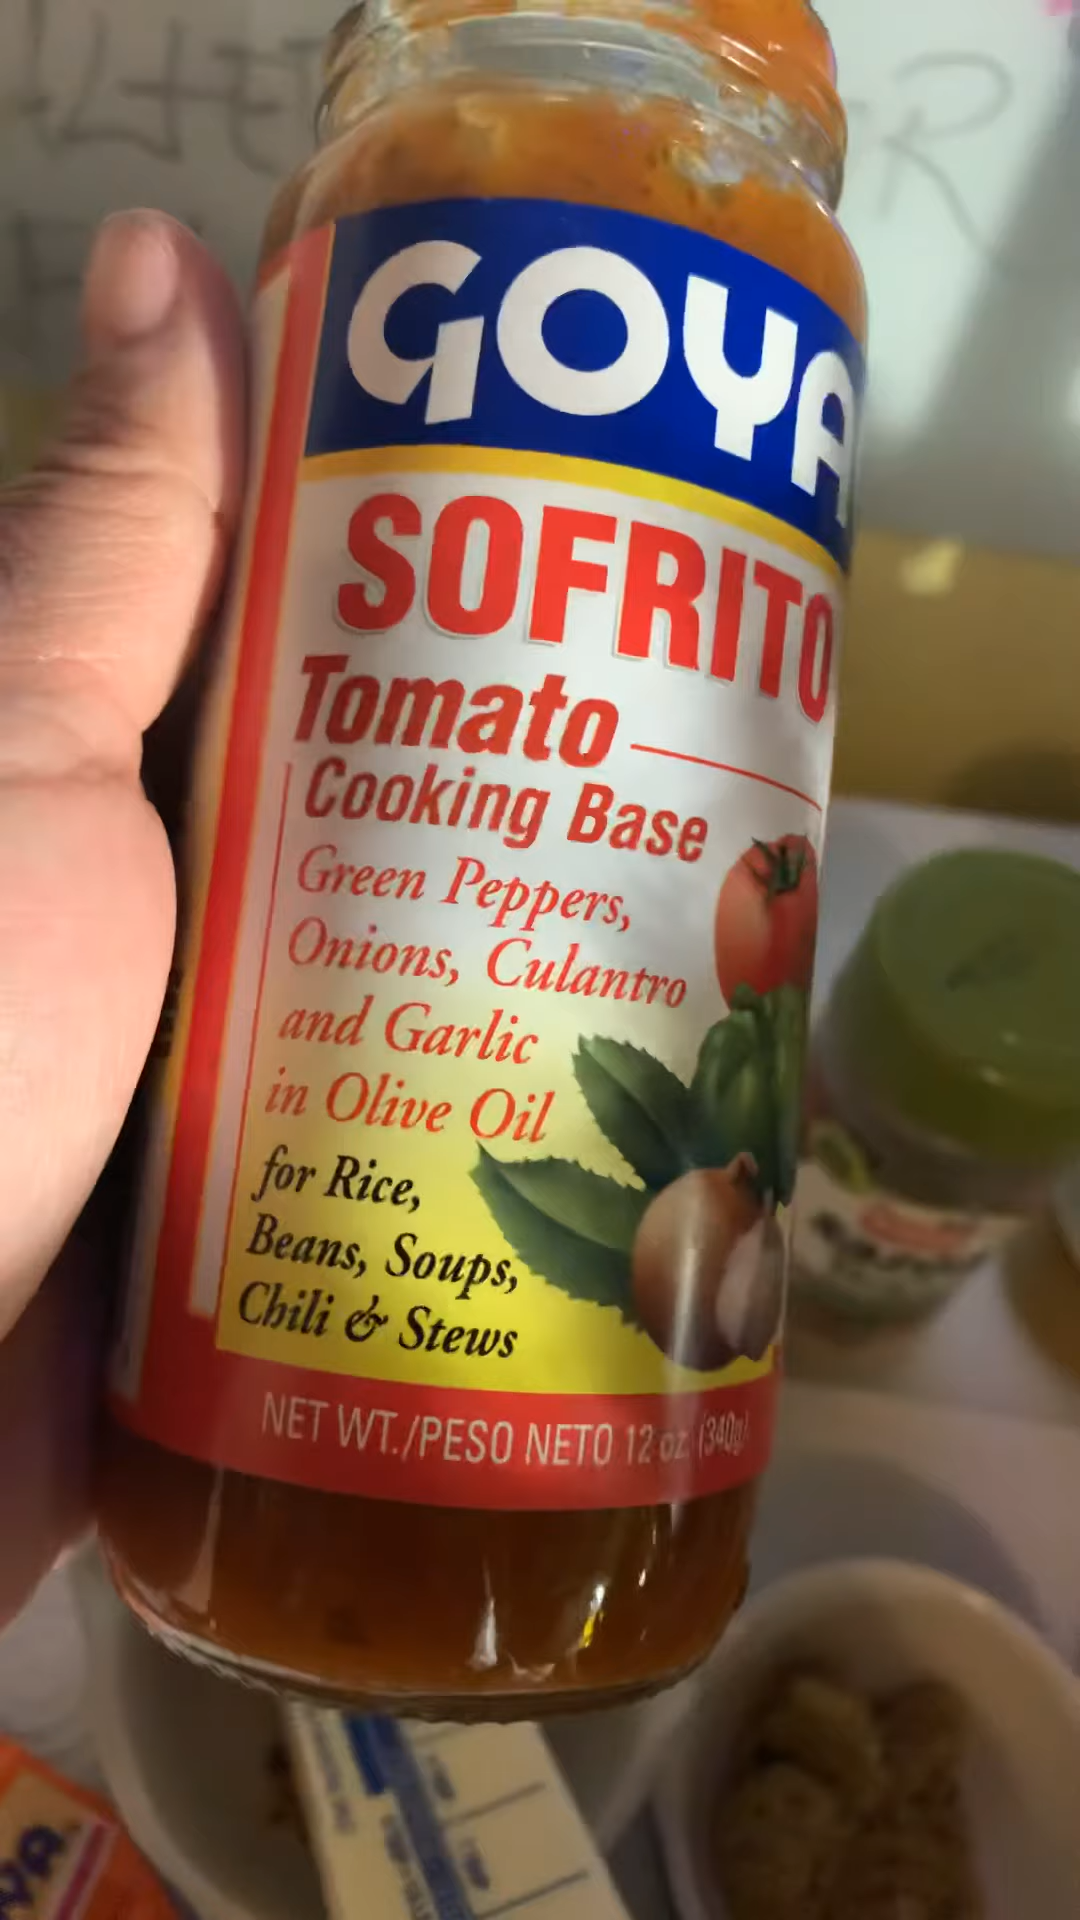 GOYA
SOFRITO
Tomato
Cooking Base
Green Peppers,
Onions, Culantro
and Garlic
in Olive Oil
for Rice,
Beans, Soups,
Chili & Stews
NET WT./PESO NETO 12 oz. (340g)